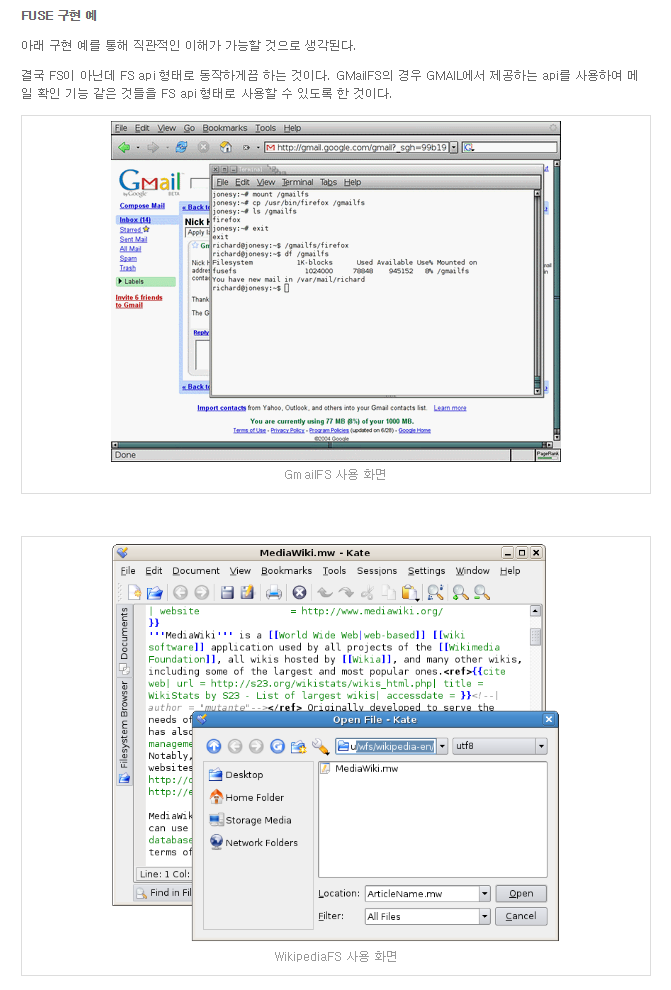 FUSE 구현 예
아래 구현 예를 통해 직관적인 이해가 가능할 것으로 생각된다.
결국 FS이 아닌데 FS api 형태로 동작하게끔 하는 것이다. GMailFS의 경우 GMAIL에서 제공하는 api를 사용하여 메
일 확인 기능 같은 것들을 FS api 형태로 사용할 수 있도록 한 것이다.
File Edit View Go Bookmarks Tools Help
http://gmail.google.com/gmail?_sgh=99b19
Gmail
by Google
BETA
Terminal
File Edit View Terminal Tabs Help
Compose Mail
Inbox (14)
Starred
Sent Mail
All Mail
Spam
Trash
Labels
Invite 6 friends
to Gmail
« Back to
Nick H
Apply l
Gm
Nick H
addres
contac
Thank
The G
Reply
« Back to
jonesy:~# mount /gmailfs
jonesy:~# cp /usr/bin/firefox /gmailfs
jonesy:~# ls /gmailfs
firefox
jonesy:~# exit
exit
richard@jonesy:~$ /gmailfs/firefox
richard@jonesy:~$ df /gmailfs
Filesystem 1K-blocks Used Available Use% Mounted on
fusefs 1024000 78848 945152 8% /gmailfs
You have new mail in /var/mail/richard
richard@jonesy:~$
Import contacts from Yahoo, Outlook, and others into your Gmail contacts list. Learn more
You are currently using 77 MB (8%) of your 1000 MB.
Terms of Use - Privacy Policy - Program Policies (updated on 6/28) - Google Home
©2004 Google
Done
PageRank
GmailFS 사용 화면
MediaWiki.mw - Kate
File Edit Document View Bookmarks Tools Sessions Settings Window Help
Documents
Filesystem Browser
| website = http://www.mediawiki.org/
}}
'''MediaWiki''' is a [[World Wide Web|web-based]] [[wiki
software]] application used by all projects of the [[Wikimedia
Foundation]], all wikis hosted by [[Wikia]], and many other wikis,
including some of the largest and most popular ones.<ref>{{cite
web| url = http://s23.org/wikistats/wikis_html.php| title =
WikiStats by S23 - List of largest wikis| accessdate = }}<!--|
author = "mutante"--></ref> Originally developed to serve the
needs of
has also
manageme
Notably,
websites
http://
http://
MediaWik
can use
database
terms of
Line: 1 Col:
Find in Fil
Open File - Kate
u/wfs/wikipedia-en/
utf8
Desktop
Home Folder
Storage Media
Network Folders
MediaWiki.mw
Location: ArticleName.mw Open
Filter: All Files Cancel
WikipediaFS 사용 화면